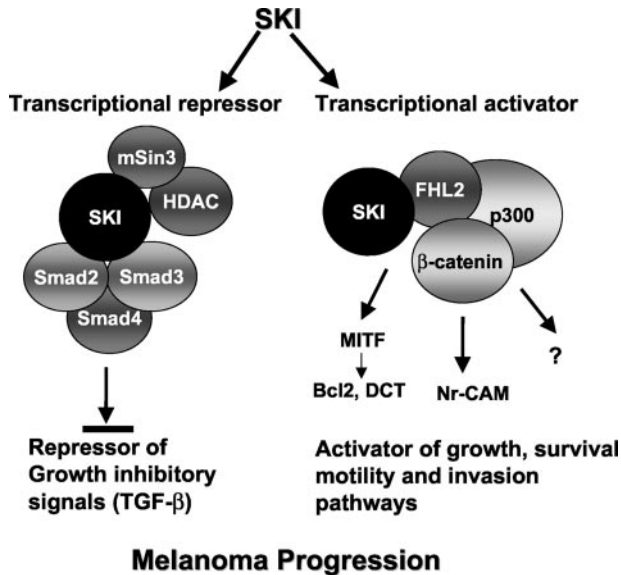 SKI
Transcriptional repressor
mSin3
HDAC
SKI
Smad2
Smad3
Smad4
Repressor of
Growth inhibitory
signals (TGF-β)
Transcriptional activator
SKI
FHL2
p300
β-catenin
MITF
Bcl2, DCT
Nr-CAM
?
Activator of growth, survival
motility and invasion
pathways
Melanoma Progression